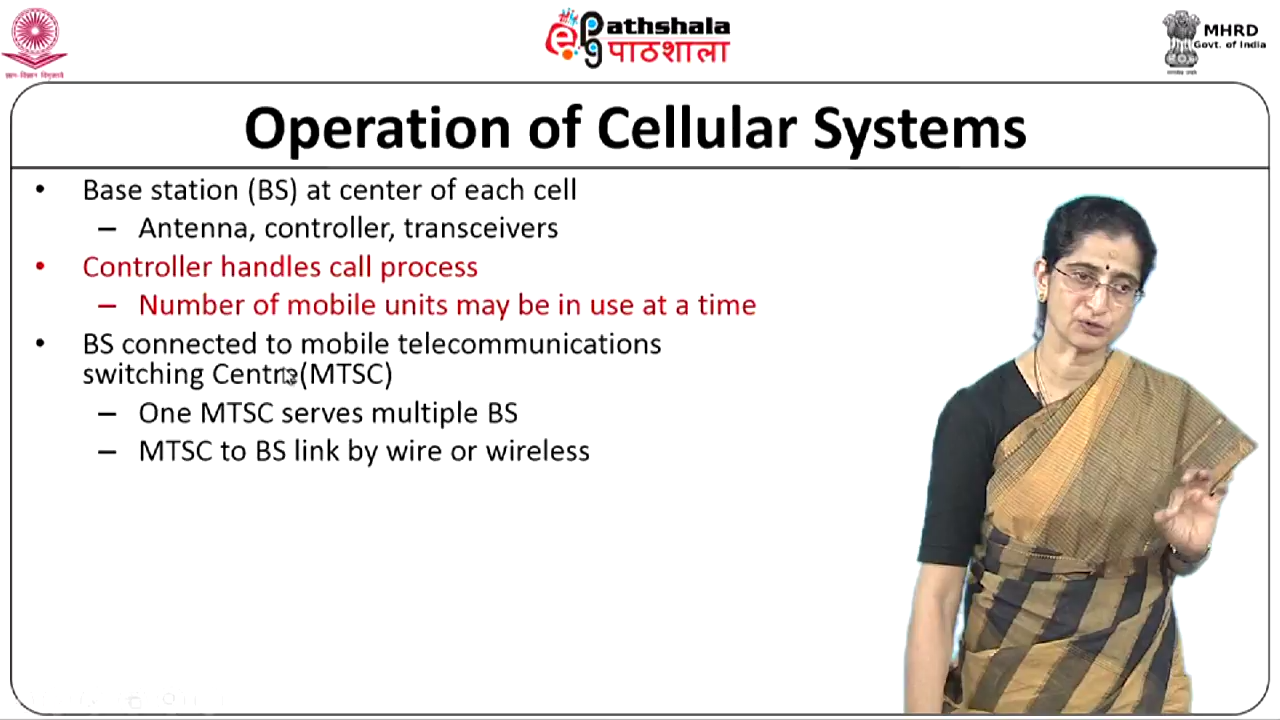 Pathshala
पाठशाला
MHRD
Govt. of India
Operation of Cellular Systems
• Base station (BS) at center of each cell
– Antenna, controller, transceivers
• Controller handles call process
– Number of mobile units may be in use at a time
• BS connected to mobile telecommunications
switching Centre(MTSC)
– One MTSC serves multiple BS
– MTSC to BS link by wire or wireless